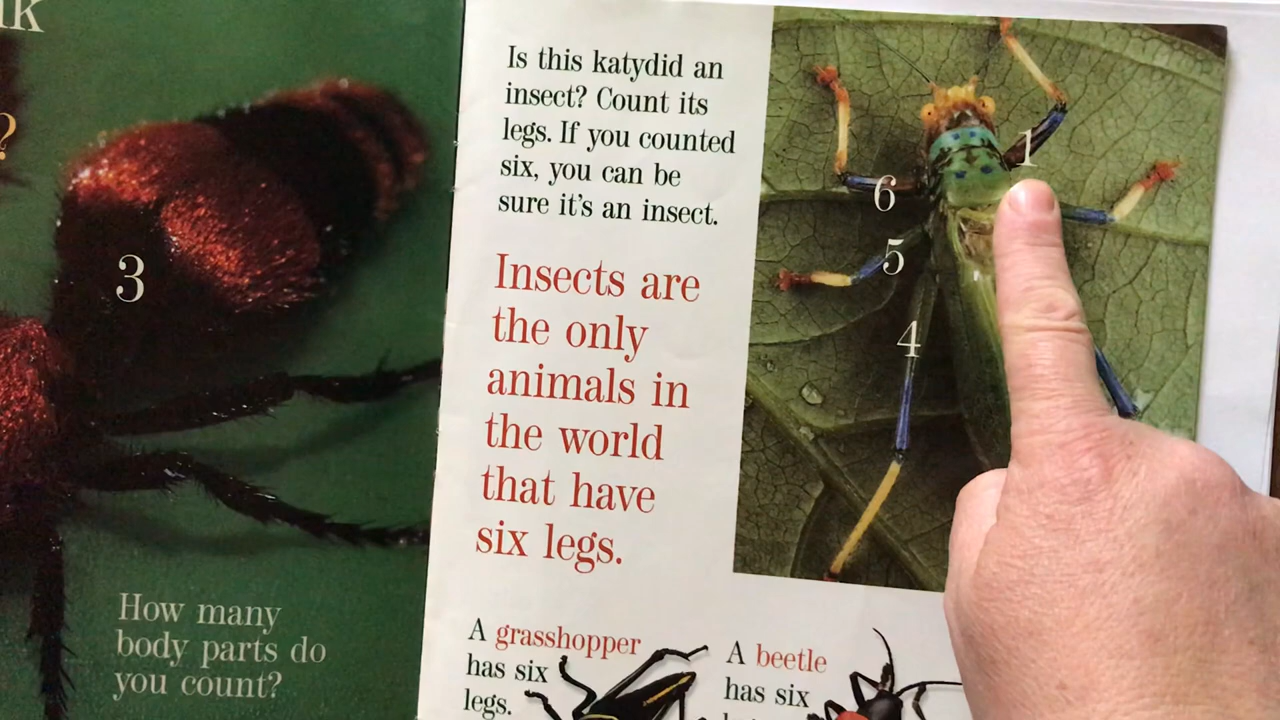 ?
3
How many
body parts do
you count?
Is this katydid an
insect? Count its
legs. If you counted
six, you can be
sure it's an insect.
Insects are
the only
animals in
the world
that have
six legs.
1
6
5
4
A grasshopper
has six
legs.
A beetle
has six